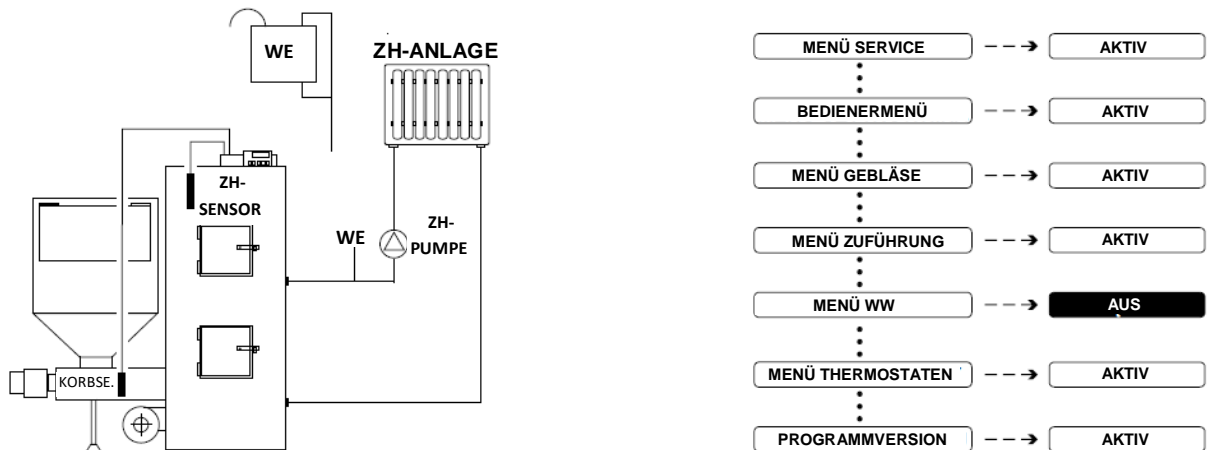 WE
ZH-ANLAGE
ZH-
SENSOR
WE
ZH-
PUMPE
KORBSE.
MENÜ SERVICE
AKTIV
BEDIENERMENÜ
AKTIV
MENÜ GEBLÄSE
AKTIV
MENÜ ZUFÜHRUNG
AKTIV
MENÜ WW
AUS
MENÜ THERMOSTATEN
AKTIV
PROGRAMMVERSION
AKTIV